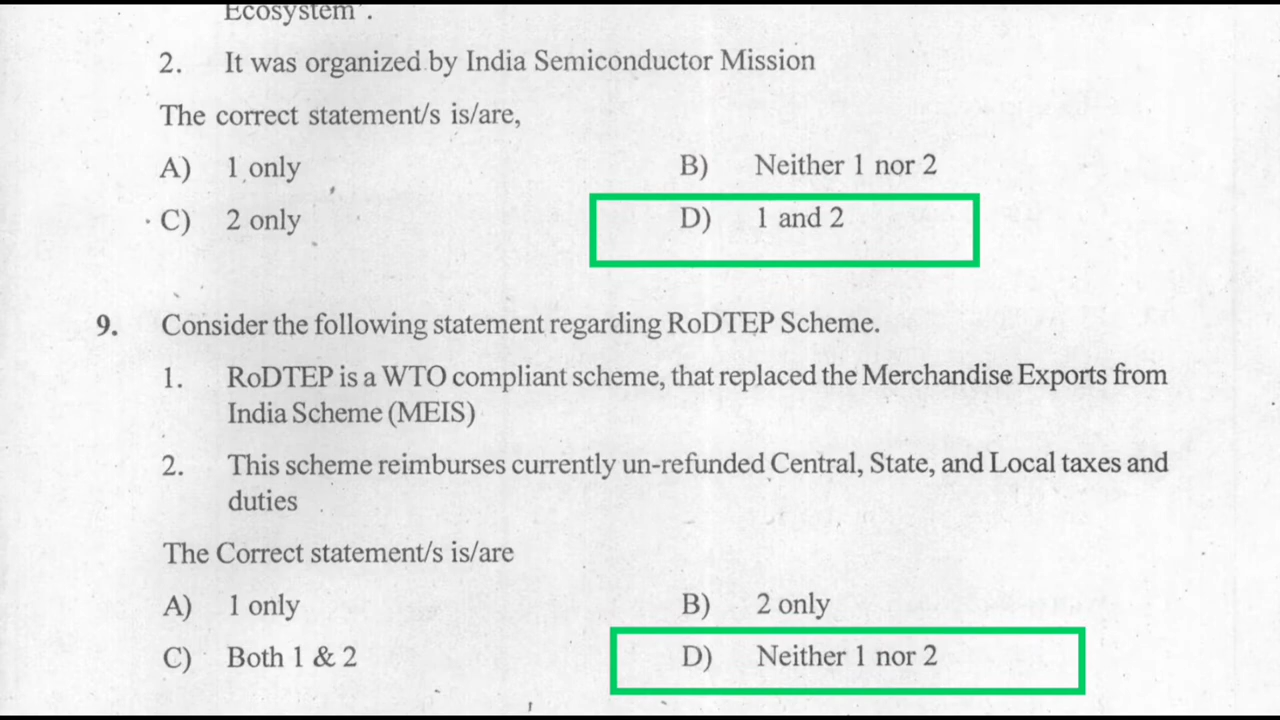 Ecosystem".
2. It was organized by India Semiconductor Mission
The correct statement/s is/are,
A) 1 only B) Neither 1 nor 2
C) 2 only D) 1 and 2
9. Consider the following statement regarding RoDTEP Scheme.
1. RoDTEP is a WTO compliant scheme, that replaced the Merchandise Exports from
India Scheme (MEIS)
2. This scheme reimburses currently un-refunded Central, State, and Local taxes and
duties
The Correct statement/s is/are
A) 1 only B) 2 only
C) Both 1 & 2 D) Neither 1 nor 2